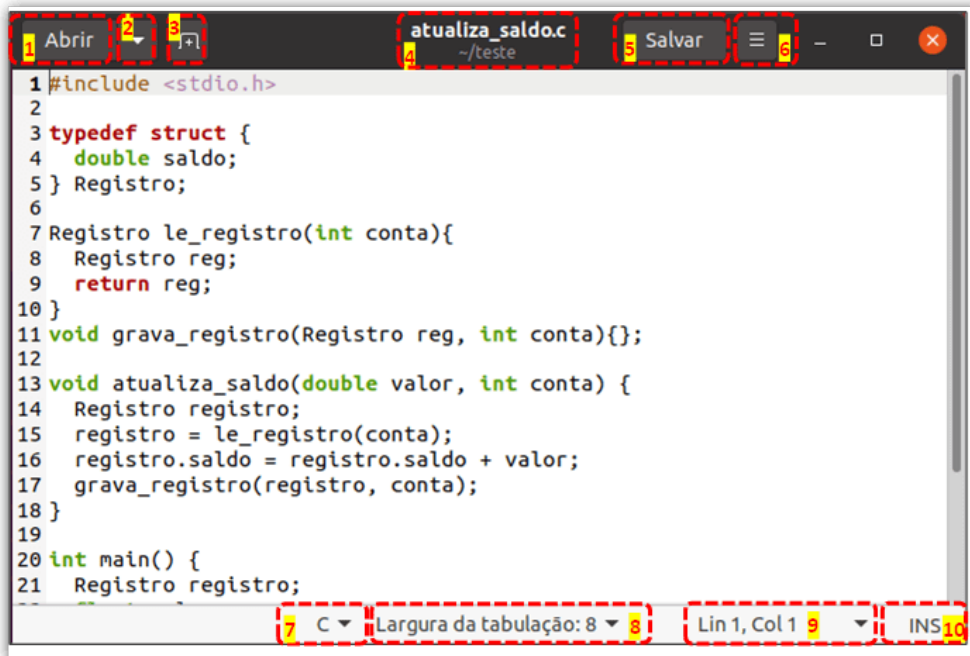 1 Abrir 2 3 atualiza_saldo.c 5 Salvar 6
4 ~/teste
1 #include <stdio.h>
2
3 typedef struct {
4   double saldo;
5 } Registro;
6
7 Registro le_registro(int conta){
8   Registro reg;
9   return reg;
10 }
11 void grava_registro(Registro reg, int conta){};
12
13 void atualiza_saldo(double valor, int conta) {
14   Registro registro;
15   registro = le_registro(conta);
16   registro.saldo = registro.saldo + valor;
17   grava_registro(registro, conta);
18 }
19
20 int main() {
21   Registro registro;
7 C Largura da tabulação: 8 8 Lin 1, Col 1 9 INS 10